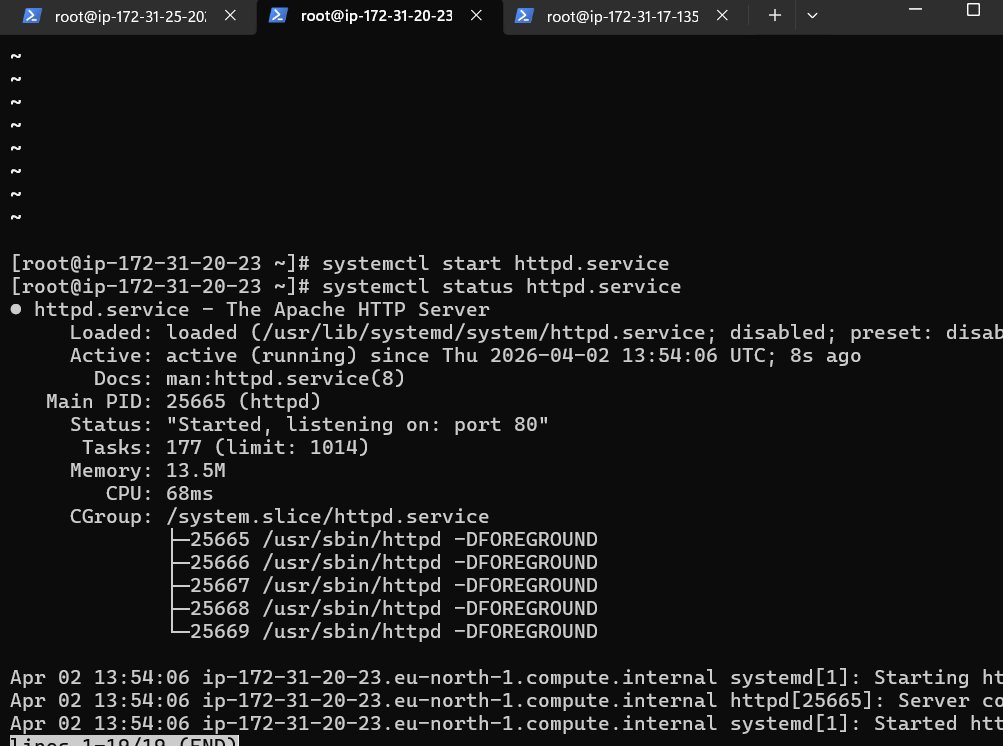 root@ip-172-31-25-20
root@ip-172-31-20-23
root@ip-172-31-17-135
~
~
~
~
~
~
~
~
[root@ip-172-31-20-23 ~]# systemctl start httpd.service
[root@ip-172-31-20-23 ~]# systemctl status httpd.service
● httpd.service - The Apache HTTP Server
     Loaded: loaded (/usr/lib/systemd/system/httpd.service; disabled; preset: disab
     Active: active (running) since Thu 2026-04-02 13:54:06 UTC; 8s ago
       Docs: man:httpd.service(8)
   Main PID: 25665 (httpd)
     Status: "Started, listening on: port 80"
      Tasks: 177 (limit: 1014)
     Memory: 13.5M
        CPU: 68ms
     CGroup: /system.slice/httpd.service
             ├─25665 /usr/sbin/httpd -DFOREGROUND
             ├─25666 /usr/sbin/httpd -DFOREGROUND
             ├─25667 /usr/sbin/httpd -DFOREGROUND
             ├─25668 /usr/sbin/httpd -DFOREGROUND
             └─25669 /usr/sbin/httpd -DFOREGROUND
Apr 02 13:54:06 ip-172-31-20-23.eu-north-1.compute.internal systemd[1]: Starting ht
Apr 02 13:54:06 ip-172-31-20-23.eu-north-1.compute.internal httpd[25665]: Server co
Apr 02 13:54:06 ip-172-31-20-23.eu-north-1.compute.internal systemd[1]: Started htt
lines 1-19/19 (END)